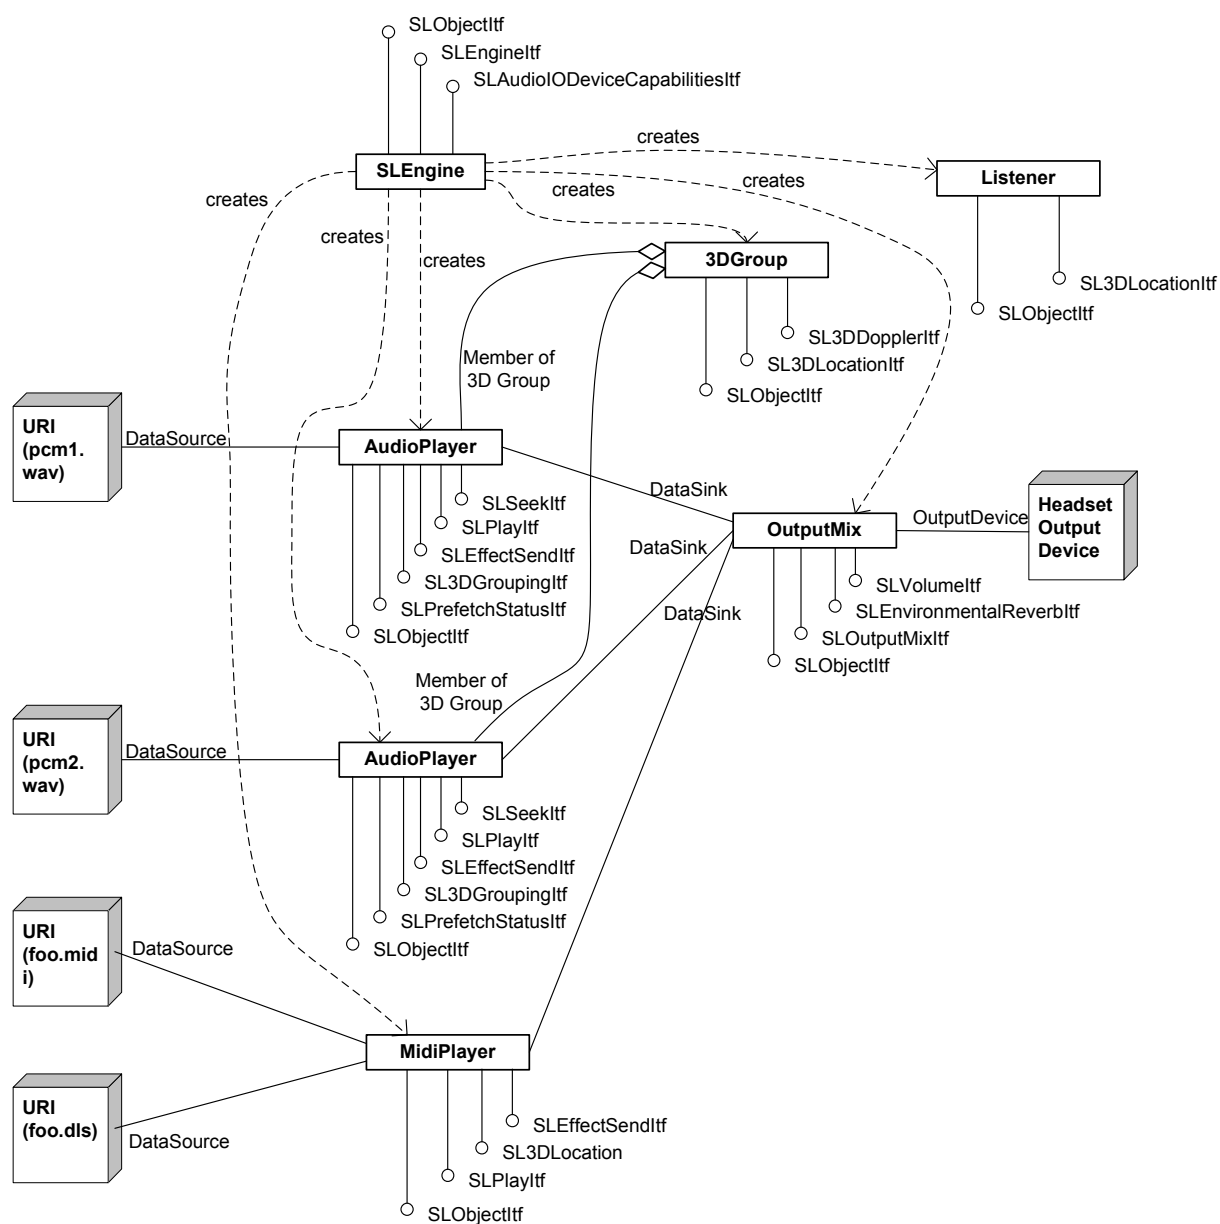 SLObjectItf
SLEngineItf
SLAudioIODeviceCapabilitiesItf
creates
SLEngine
Listener
creates
creates
creates
creates
creates
3DGroup
SL3DLocationItf
SLObjectItf
SL3DDopplerItf
SL3DLocationItf
SLObjectItf
Member of
3D Group
URI
(pcm1.
wav)
DataSource
AudioPlayer
SLSeekItf
SLPlayItf
SLEffectSendItf
SL3DGroupingItf
SLPrefetchStatusItf
SLObjectItf
DataSink
DataSink
DataSink
OutputMix
OutputDevice
Headset
Output
Device
SLVolumeItf
SLEnvironmentalReverbItf
SLOutputMixItf
SLObjectItf
Member of
3D Group
URI
(pcm2.
wav)
DataSource
AudioPlayer
SLSeekItf
SLPlayItf
SLEffectSendItf
SL3DGroupingItf
SLPrefetchStatusItf
SLObjectItf
URI
(foo.mid
i)
DataSource
MidiPlayer
URI
(foo.dls)
DataSource
SLEffectSendItf
SL3DLocation
SLPlayItf
SLObjectItf